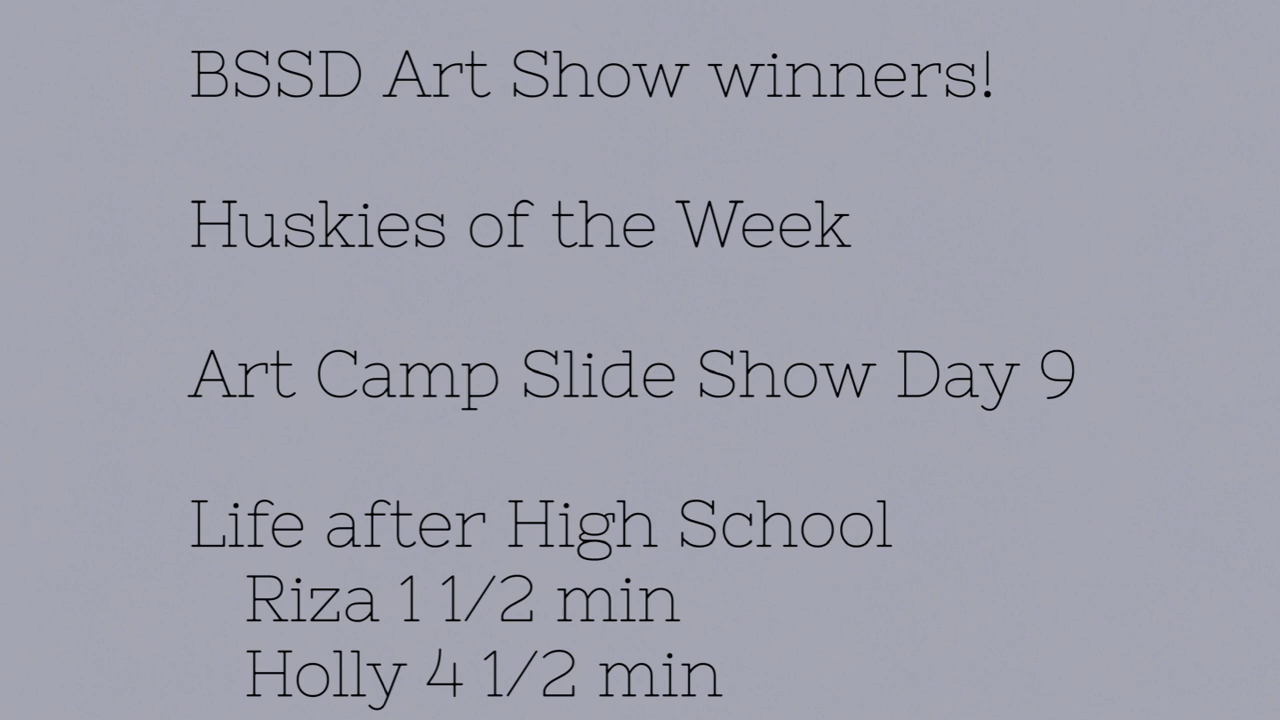 BSSD Art Show winners!
Huskies of the Week
Art Camp Slide Show Day 9
Life after High School
Riza 1 1/2 min
Holly 4 1/2 min